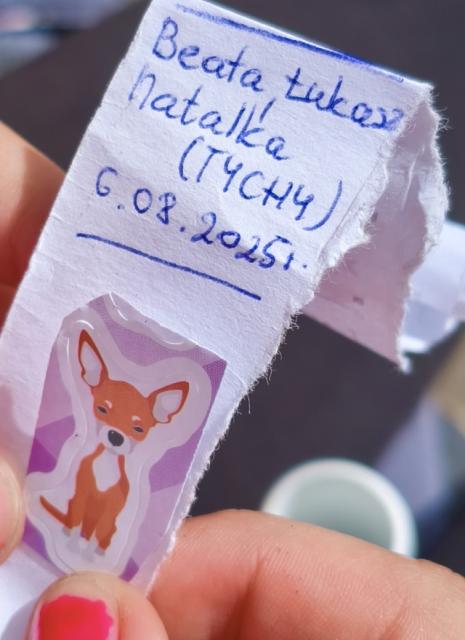 Beata, Łukasz
Natalka
(TYCHY)
6.08.2025r.